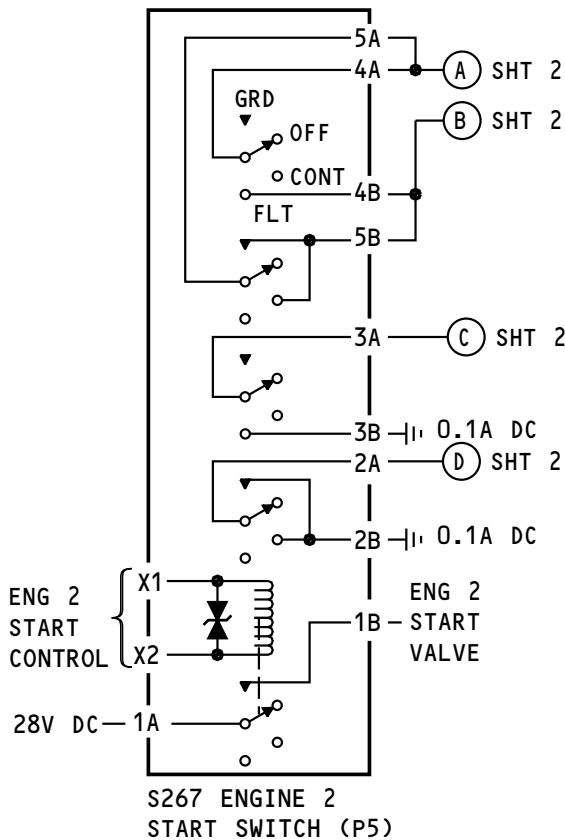 5A
4A
A SHT 2
GRD
B SHT 2
OFF
CONT
4B
FLT
5B
3A
C SHT 2
3B
0.1A DC
2A
D SHT 2
2B
0.1A DC
X1
ENG 2
START
CONTROL
X2
1B
ENG 2
START
VALVE
28V DC
1A
S267 ENGINE 2
START SWITCH (P5)